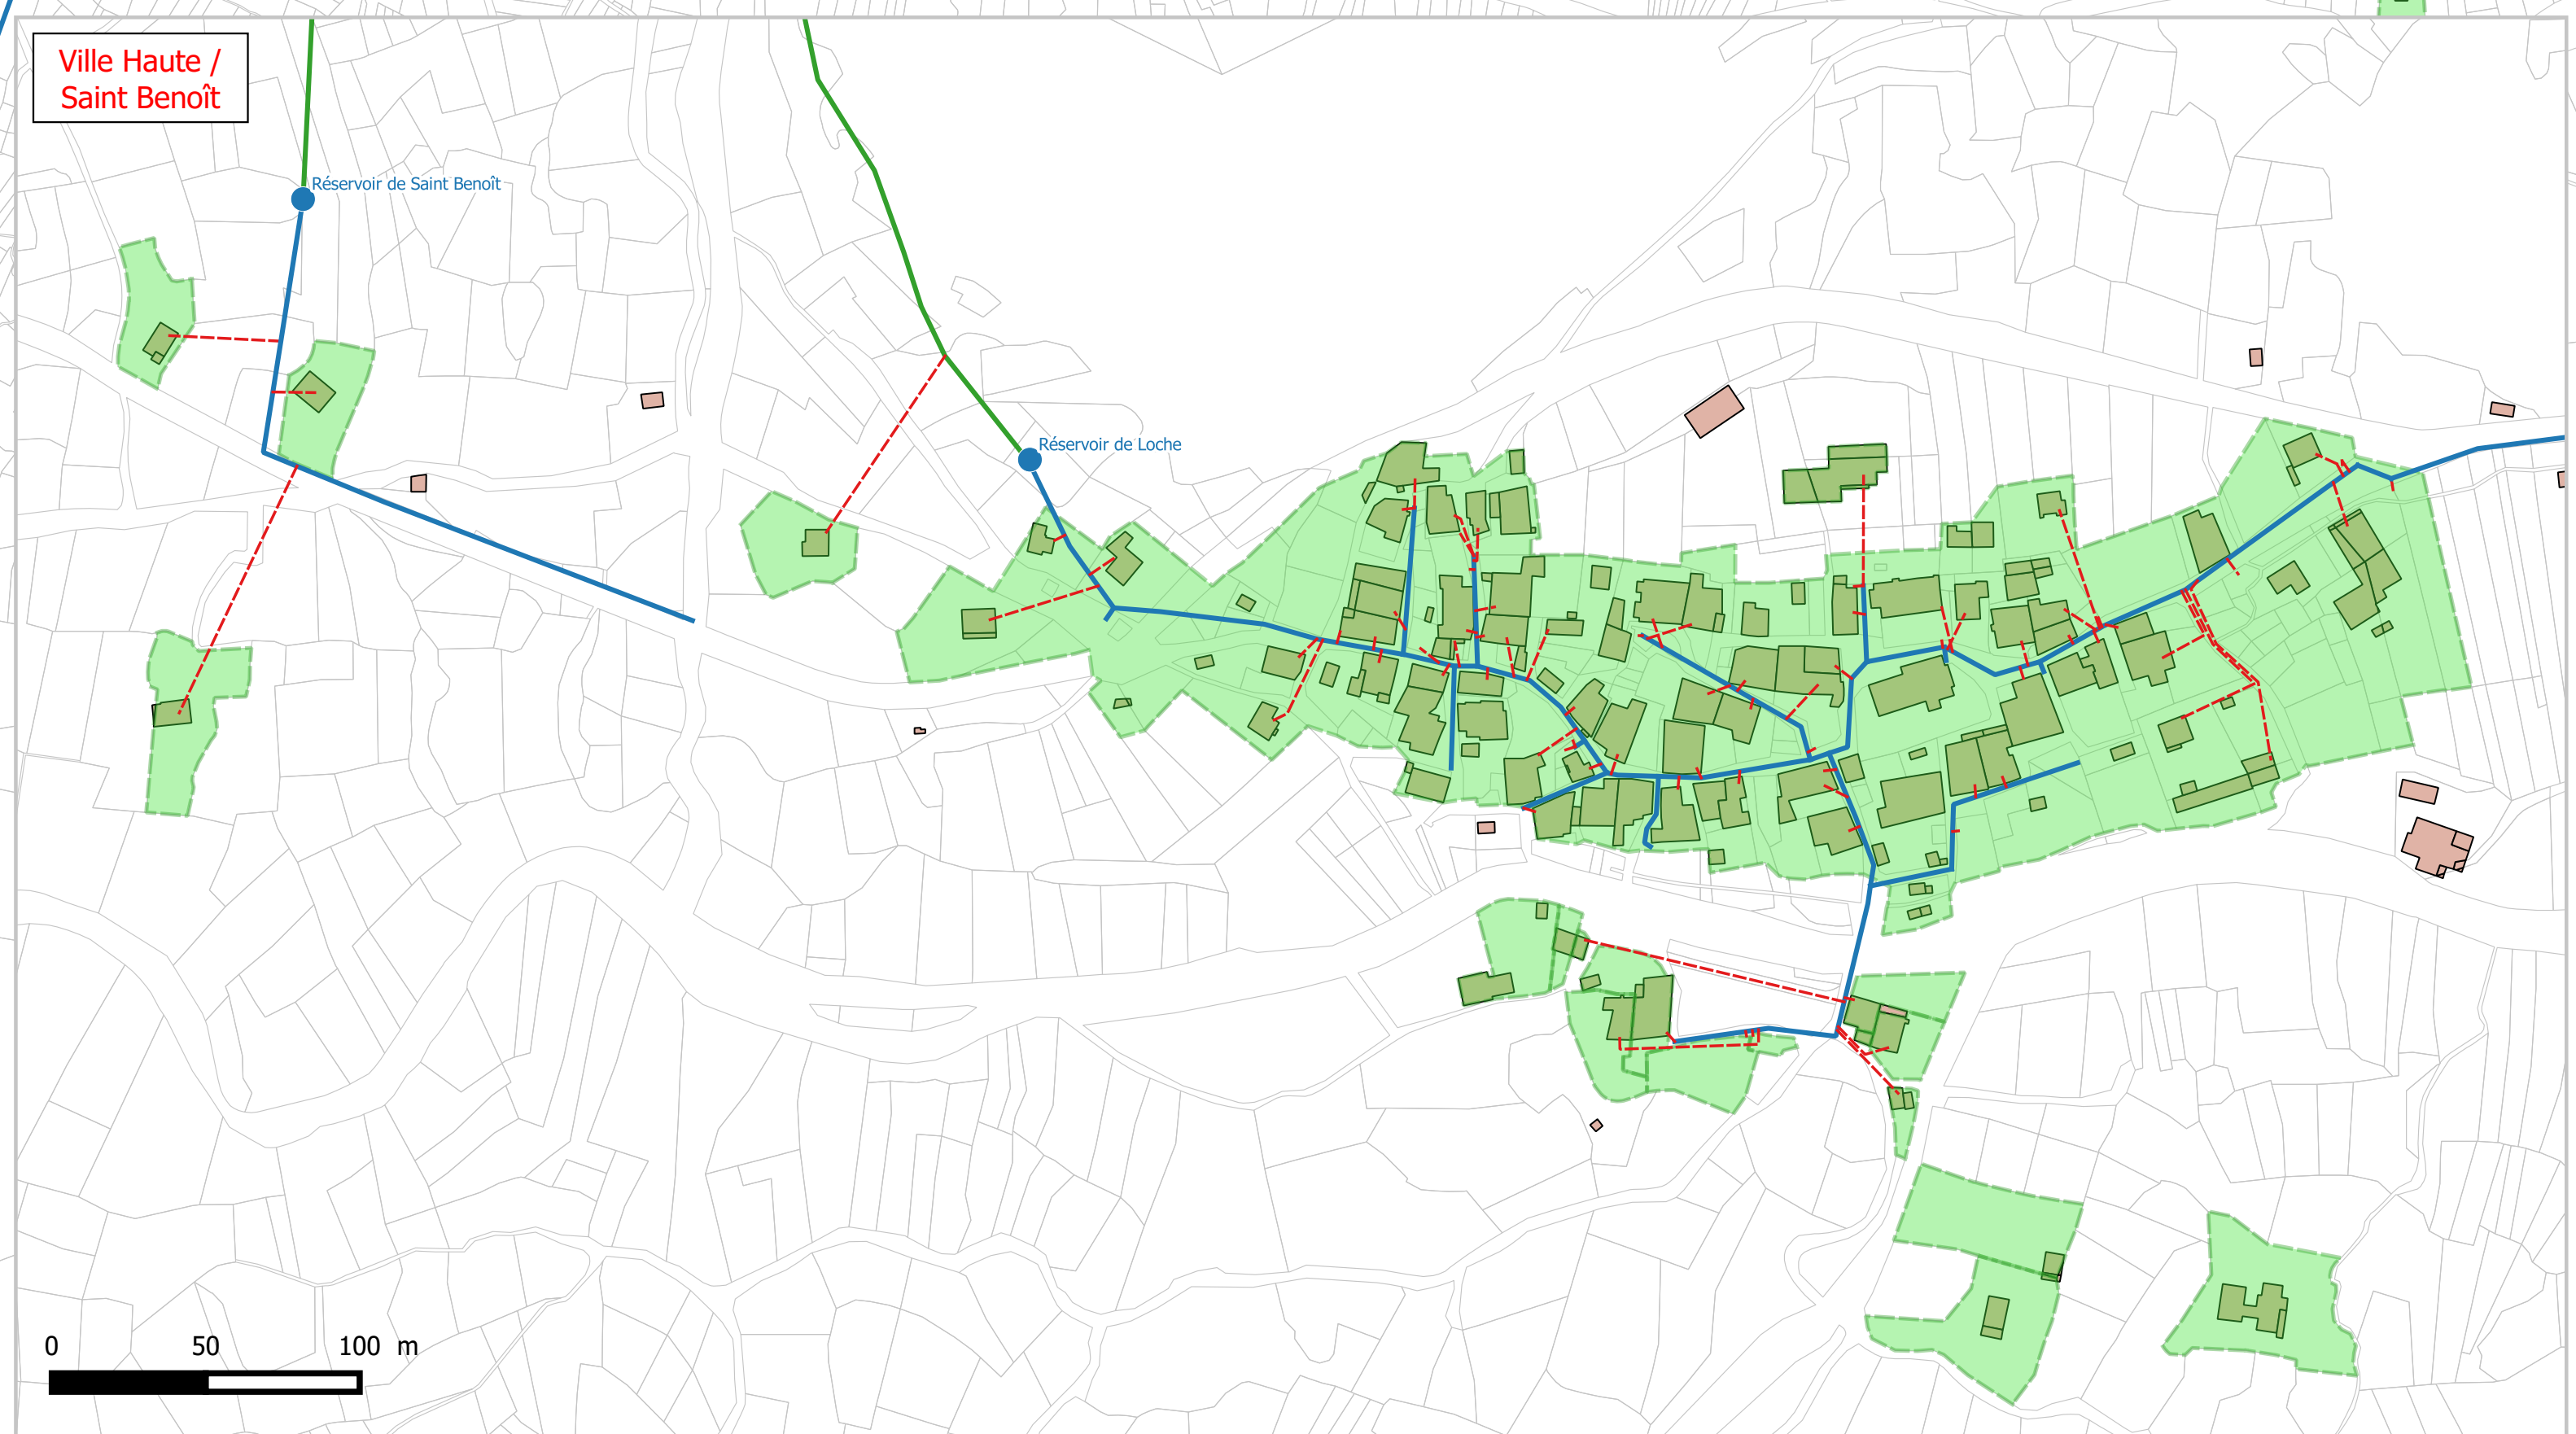 Ville Haute /
Saint Benoît
Réservoir de Saint Benoît
Réservoir de Loche
0 50 100 m